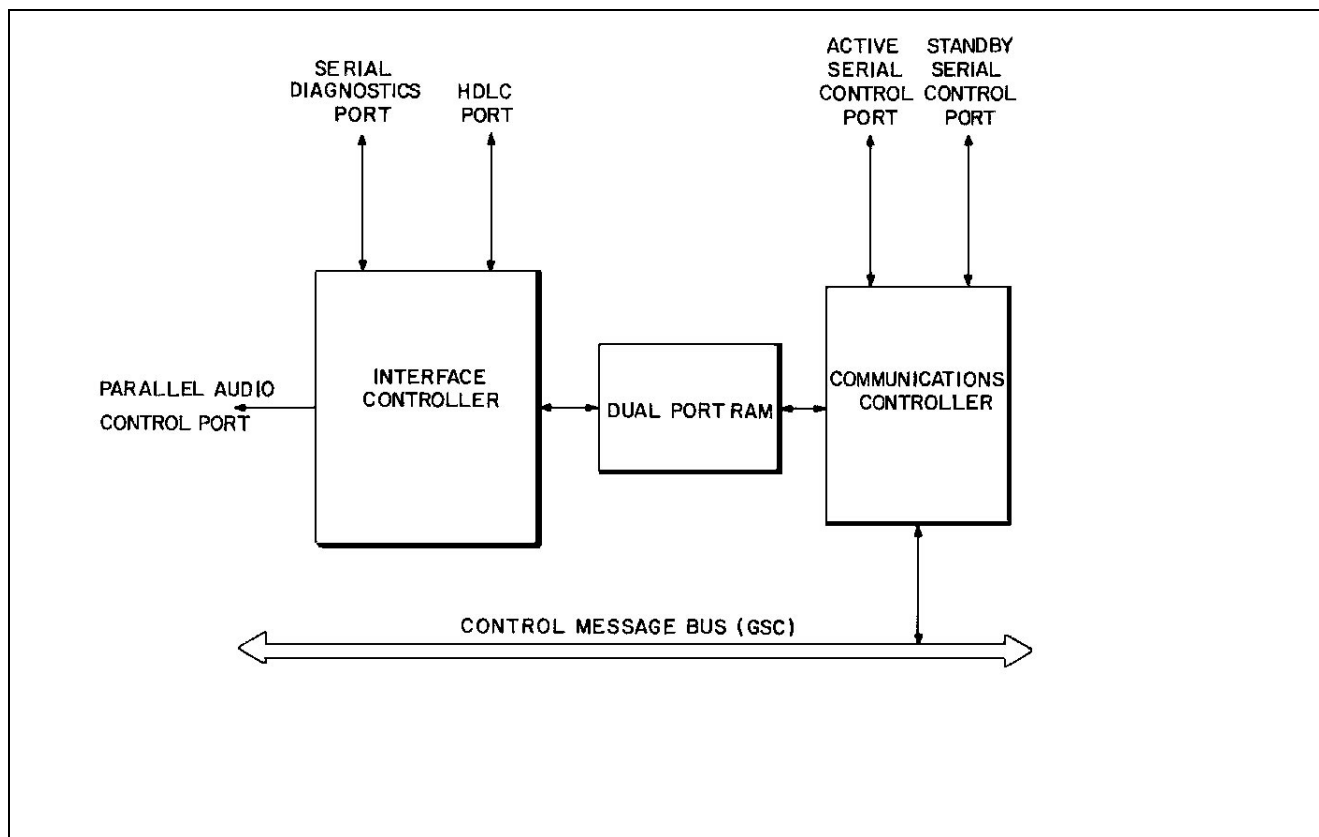 SERIAL
DIAGNOSTICS
PORT
HDLC
PORT
ACTIVE
SERIAL
CONTROL
PORT
STANDBY
SERIAL
CONTROL
PORT
PARALLEL AUDIO
CONTROL PORT
INTERFACE
CONTROLLER
DUAL PORT RAM
COMMUNICATIONS
CONTROLLER
CONTROL MESSAGE BUS (GSC)